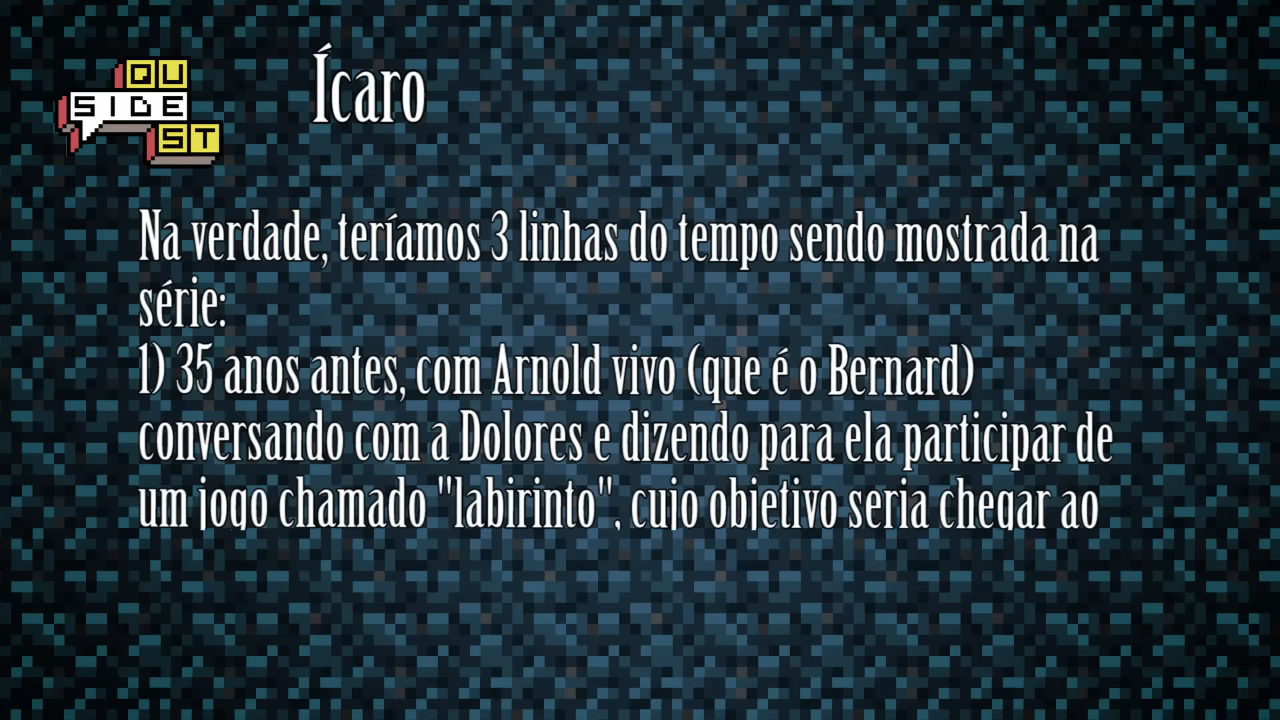 QU
SIDE
ST
Ícaro
Na verdade, teríamos 3 linhas do tempo sendo mostrada na
série:
1) 35 anos antes, com Arnold vivo (que é o Bernard)
conversando com a Dolores e dizendo para ela participar de
um jogo chamado "labirinto", cujo objetivo seria chegar ao